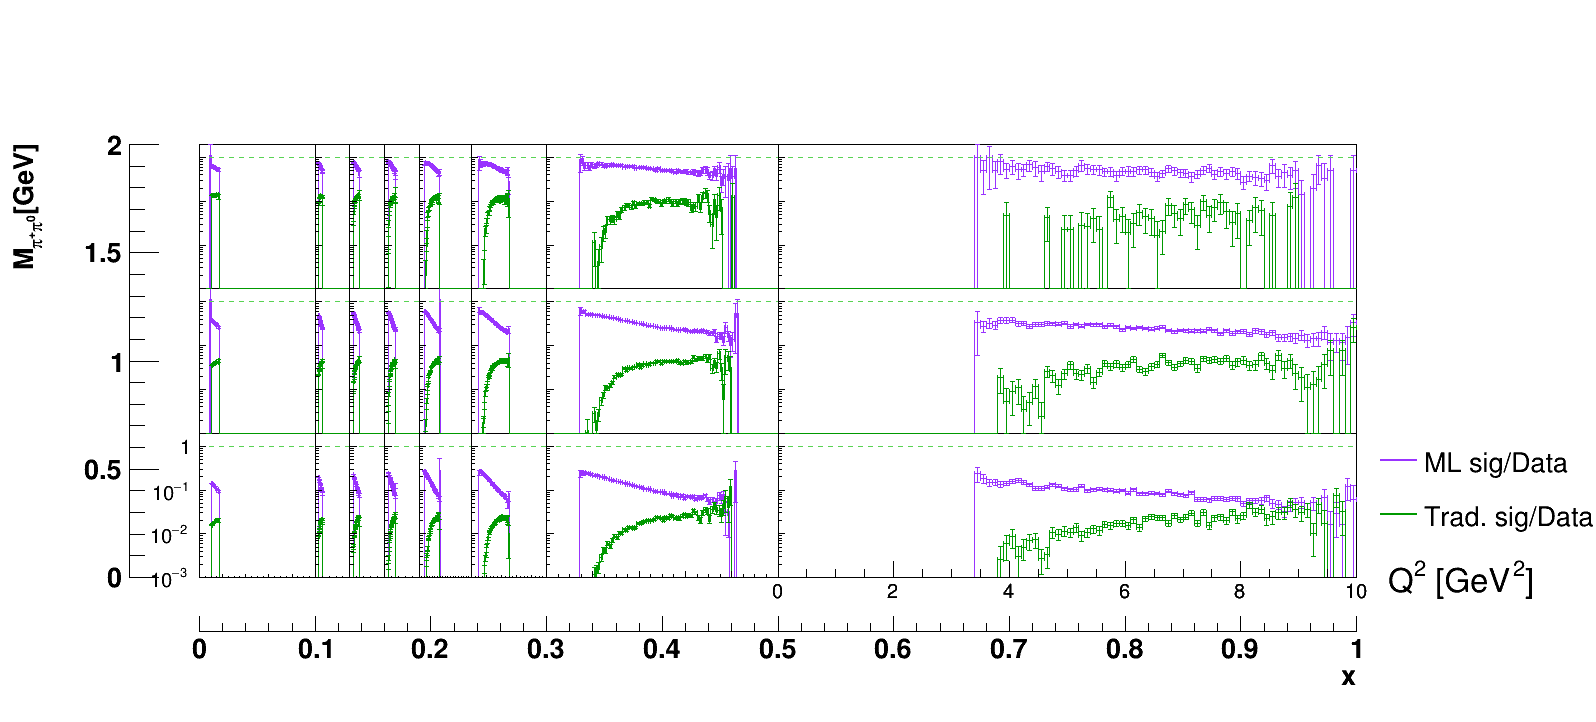 M_{π⁺π⁰}[GeV]
2
1.5
1
0.5
0
1
10⁻¹
10⁻²
10⁻³
0 2 4 6 8 10
Q² [GeV²]
0 0.1 0.2 0.3 0.4 0.5 0.6 0.7 0.8 0.9 1
x
ML sig/Data
Trad. sig/Data